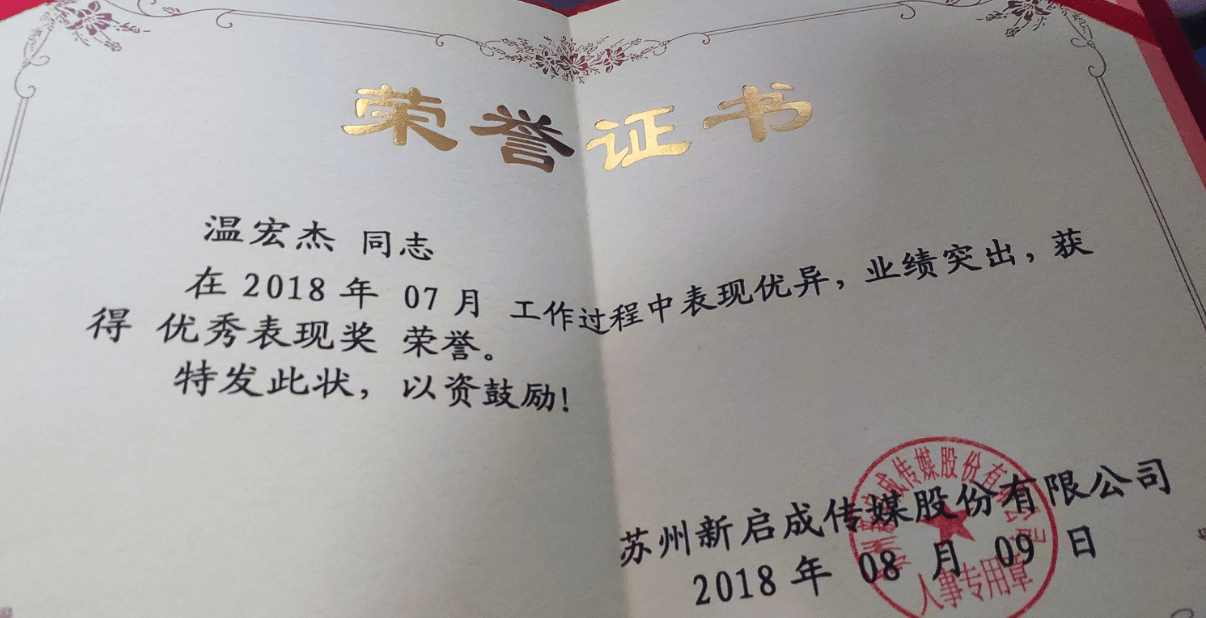 荣誉证书
温宏杰 同志
在 2018 年 07 月 工作过程中表现优异，业绩突出，获
得 优秀表现奖 荣誉。
特发此状，以资鼓励！
苏州新启成传媒股份有限公司
2018 年 08 月 09 日
成传媒股份有
人事专用章